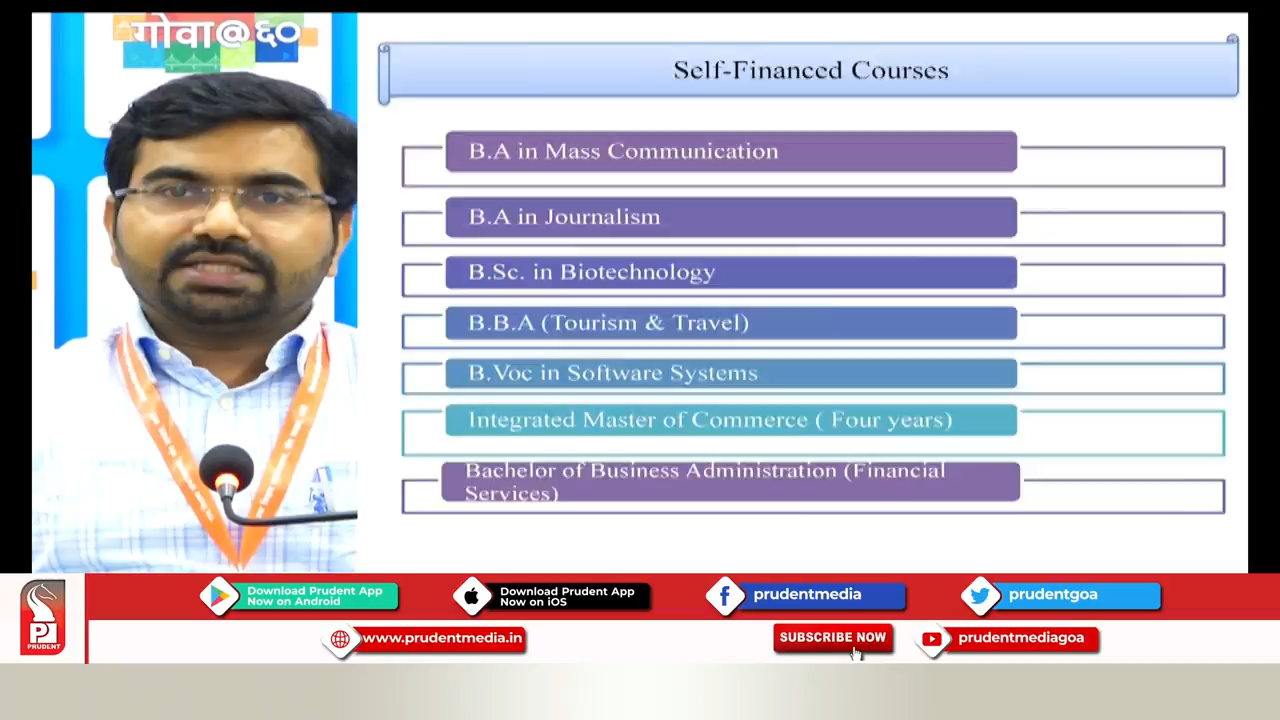 गोवा@६०
Self-Financed Courses
B.A in Mass Communication
B.A in Journalism
B.Sc. in Biotechnology
B.B.A (Tourism & Travel)
B.Voc in Software Systems
Integrated Master of Commerce ( Four years)
Bachelor of Business Administration (Financial
Services)
PRUDENT
Download Prudent App
Now on Android
Download Prudent App
Now on iOS
prudentmedia
prudentgoa
www.prudentmedia.in
SUBSCRIBE NOW
prudentmediagoa